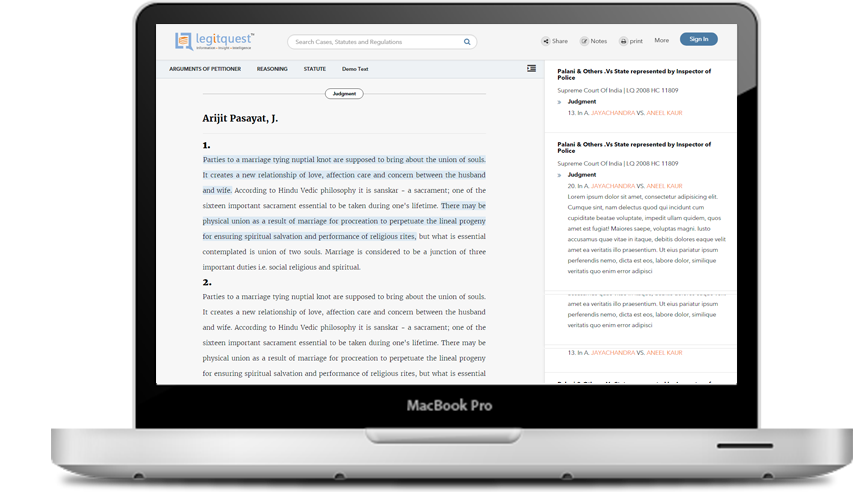 legitquest™
Information • Insight • Intelligence
Search Cases, Statutes and Regulations
Share
Notes
print
More
Sign In
ARGUMENTS OF PETITIONER
REASONING
STATUTE
Demo Text
Judgment
Arijit Pasayat, J.
1.
Parties to a marriage tying nuptial knot are supposed to bring about the union of souls.
It creates a new relationship of love, affection care and concern between the husband
and wife. According to Hindu Vedic philosophy it is sanskar – a sacrament; one of the
sixteen important sacrament essential to be taken during one's lifetime. There may be
physical union as a result of marriage for procreation to perpetuate the lineal progeny
for ensuring spiritual salvation and performance of religious rites, but what is essential
contemplated is union of two souls. Marriage is considered to be a junction of three
important duties i.e. social religious and spiritual.
2.
Parties to a marriage tying nuptial knot are supposed to bring about the union of souls.
It creates a new relationship of love, affection care and concern between the husband
and wife. According to Hindu Vedic philosophy it is sanskar – a sacrament; one of the
sixteen important sacrament essential to be taken during one's lifetime. There may be
physical union as a result of marriage for procreation to perpetuate the lineal progeny
for ensuring spiritual salvation and performance of religious rites, but what is essential
Palani & Others .Vs State represented by Inspector of
Police
Supreme Court Of India | LQ 2008 HC 11809
» Judgment
13. In A. JAYACHANDRA VS. ANEEL KAUR
Palani & Others .Vs State represented by Inspector of
Police
Supreme Court Of India | LQ 2008 HC 11809
» Judgment
20. In A. JAYACHANDRA VS. ANEEL KAUR
Lorem ipsum dolor sit amet, consectetur adipisicing elit.
Cumque sint, nam delectus quod qui incidunt cum
cupiditate beatae voluptate, impedit ullam quidem, quos
amet est fugiat! Maiores saepe, voluptas magni. Iusto
accusamus quae vitae in itaque, debitis dolores eaque velit
amet ea veritatis illo praesentium. Ut eius pariatur ipsum
perferendis nemo, dicta est eos, labore dolor, similique
veritatis quo enim error adipisci
amet ea veritatis illo praesentium. Ut eius pariatur ipsum
perferendis nemo, dicta est eos, labore dolor, similique
veritatis quo enim error adipisci
13. In A. JAYACHANDRA VS. ANEEL KAUR
MacBook Pro